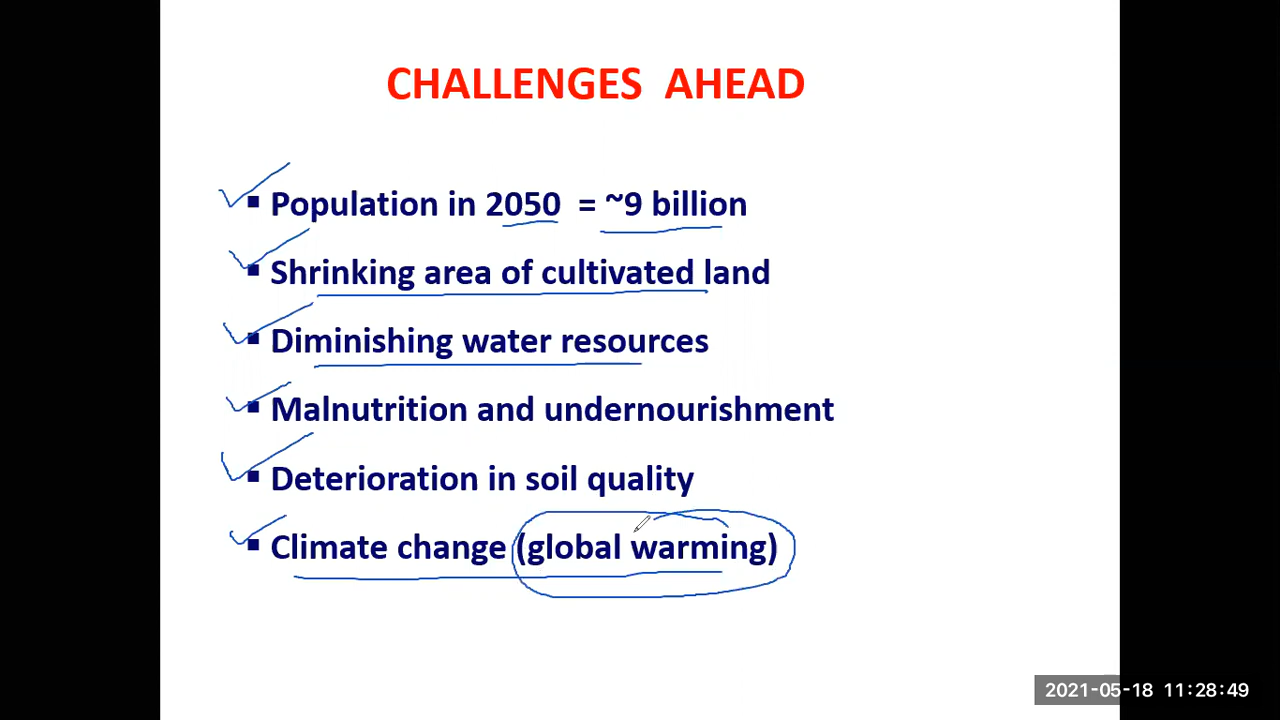 CHALLENGES AHEAD
▪ Population in 2050 = ~9 billion
▪ Shrinking area of cultivated land
▪ Diminishing water resources
▪ Malnutrition and undernourishment
▪ Deterioration in soil quality
▪ Climate change (global warming)
2021-05-18 11:28:49